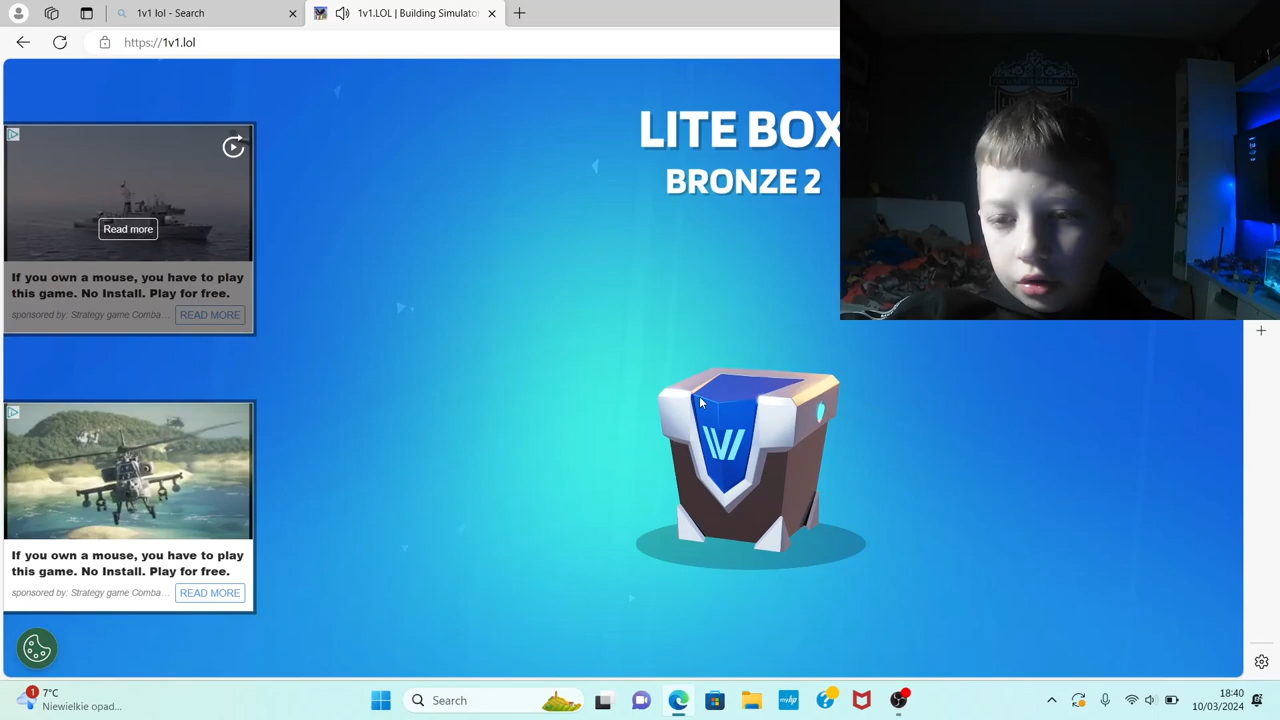 1v1 lol - Search
1v1.LOL | Building Simulator
https://1v1.lol
LITE BOX
BRONZE 2
Read more
If you own a mouse, you have to play
this game. No Install. Play for free.
sponsored by: Strategy game Comba...
READ MORE
If you own a mouse, you have to play
this game. No Install. Play for free.
sponsored by: Strategy game Comba...
READ MORE
1
7°C
Niewielkie opad...
Search
myhp
18:40
10/03/2024